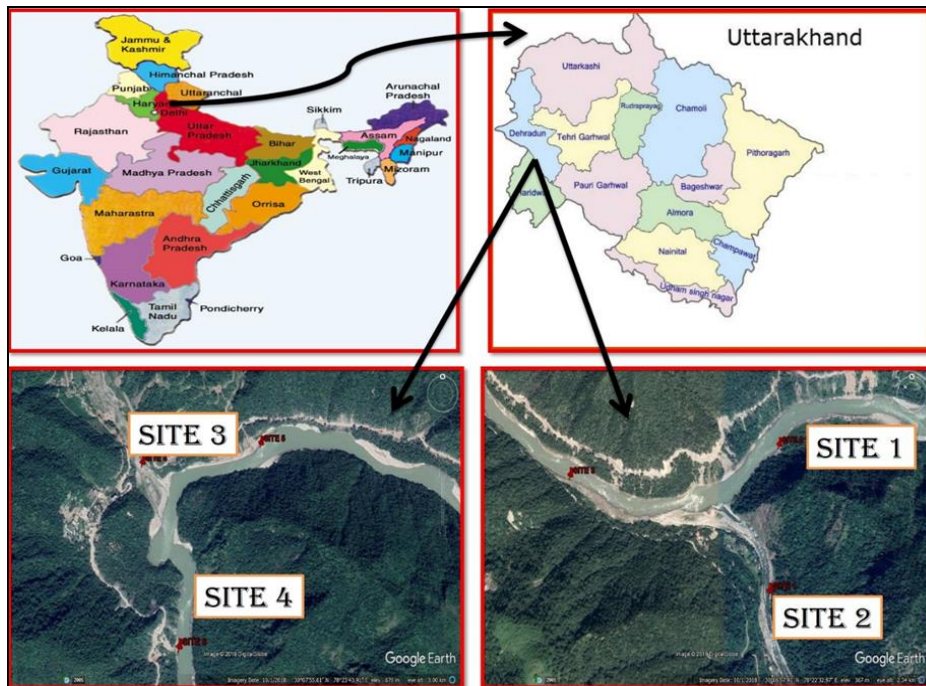 Jammu &
Kashmir
Himanchal Pradesh
Punjab
Uttaranchal
Haryana
Delhi
Rajasthan
Uttar
Pradesh
Sikkim
Arunachal
Pradesh
Assam
Nagaland
Meghalaya
Manipur
Tripura
Mizoram
Bihar
Gujarat
Madhya Pradesh
Jharkhand
West
Bengal
Chhattisgarh
Maharastra
Orrisa
Andhra
Pradesh
Goa
Karnataka
Tamil
Nadu
Pondicherry
Kelala
Uttarakhand
Uttarkashi
Rudraprayag
Chamoli
Dehradun
Tehri Garhwal
Pithoragarh
Haridwar
Pauri Garhwal
Bageshwar
Almora
Nainital
Champawat
Udham singh nagar
SITE 3
SITE 5
SITE 4
Google Earth
SITE 1
SITE 2
Google Earth